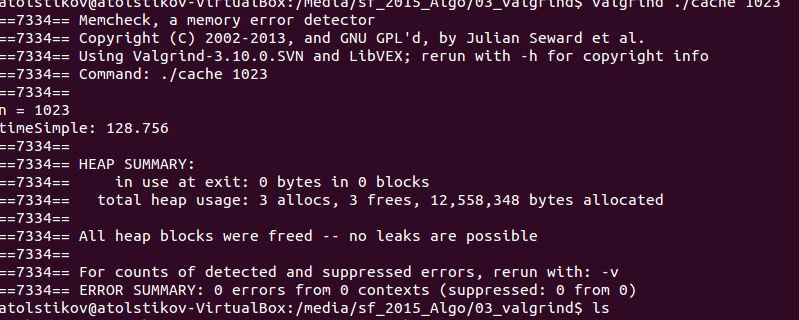 atolstikov@atolstikov-VirtualBox:/media/sf_2015_Algo/03_valgrind$ valgrind ./cache 1023
==7334== Memcheck, a memory error detector
==7334== Copyright (C) 2002-2013, and GNU GPL'd, by Julian Seward et al.
==7334== Using Valgrind-3.10.0.SVN and LibVEX; rerun with -h for copyright info
==7334== Command: ./cache 1023
==7334==
n = 1023
timeSimple: 128.756
==7334==
==7334== HEAP SUMMARY:
==7334==     in use at exit: 0 bytes in 0 blocks
==7334==   total heap usage: 3 allocs, 3 frees, 12,558,348 bytes allocated
==7334==
==7334== All heap blocks were freed -- no leaks are possible
==7334==
==7334== For counts of detected and suppressed errors, rerun with: -v
==7334== ERROR SUMMARY: 0 errors from 0 contexts (suppressed: 0 from 0)
atolstikov@atolstikov-VirtualBox:/media/sf_2015_Algo/03_valgrind$ ls